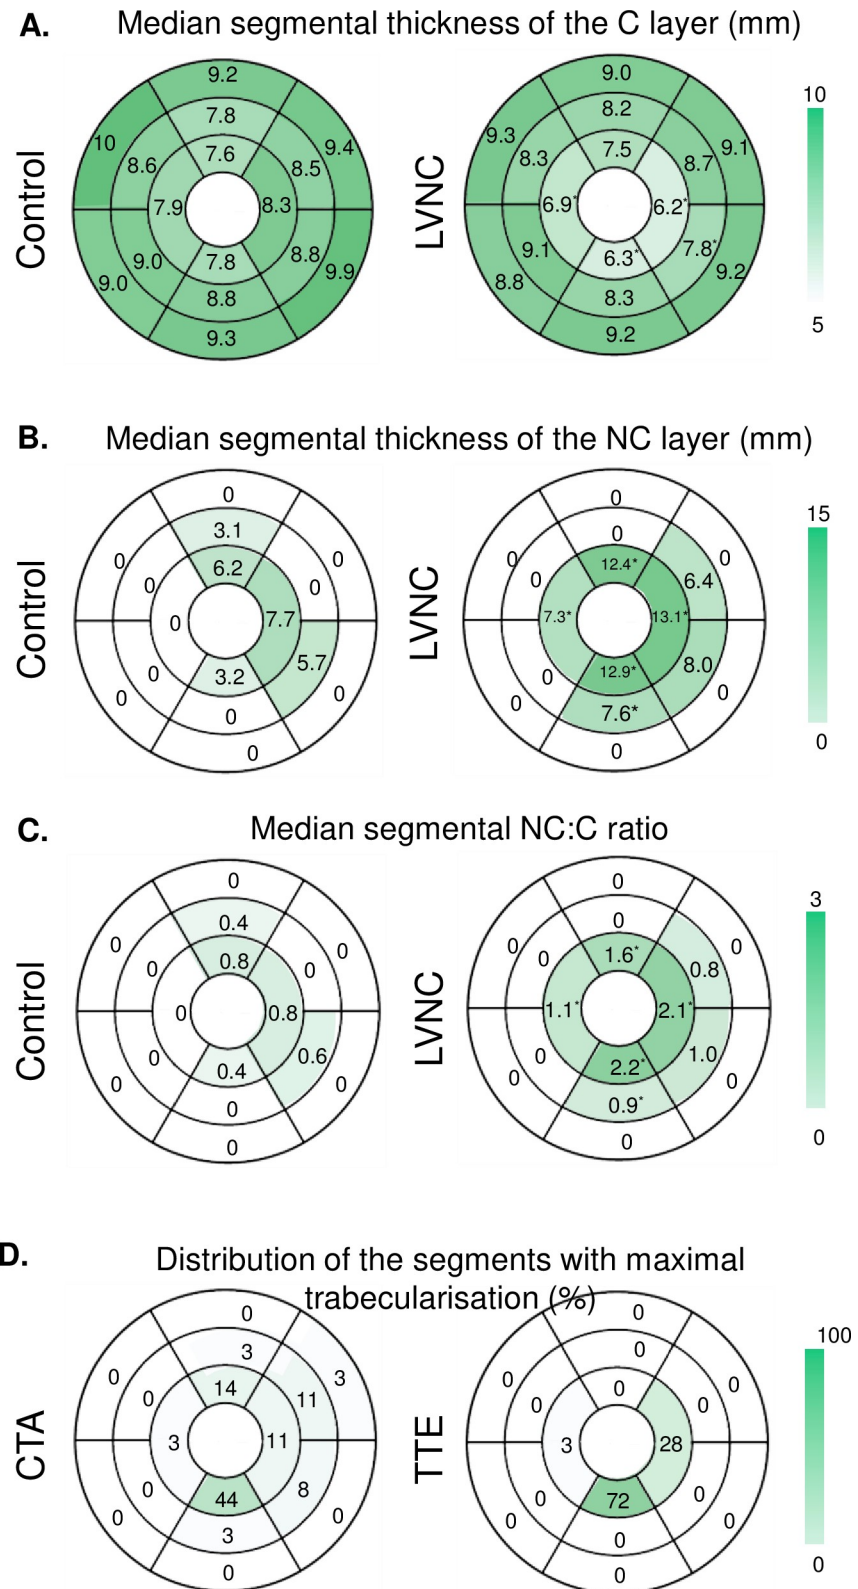 A. Median segmental thickness of the C layer (mm)
Control
9.2
10 7.8 9.4
8.6 7.6 8.5
7.9 8.3
9.0 9.0 7.8 8.8 9.9
8.8
9.3
LVNC
9.0
9.3 8.2 9.1
8.3 7.5 8.7
6.9* 6.2*
8.8 9.1 6.3* 7.8* 9.2
8.3
9.2
10
5
B. Median segmental thickness of the NC layer (mm)
Control
0
0 3.1 0
0 6.2 0
0 7.7
0 0 3.2 5.7 0
0
0
LVNC
0
0 0 0
0 12.4* 6.4
7.3* 13.1*
0 0 12.9* 8.0 0
7.6*
0
15
0
C. Median segmental NC:C ratio
Control
0
0 0.4 0
0 0.8 0
0 0.8
0 0 0.4 0.6 0
0
0
LVNC
0
0 0 0
0 1.6* 0.8
1.1* 2.1*
0 0 2.2* 1.0 0
0.9*
0
3
0
D. Distribution of the segments with maximal
trabecularisation (%)
CTA
0
0 3 3
0 14 11
3 11
0 0 44 8 0
3
0
TTE
0
0 0 0
0 0 0
3 28
0 0 72 0 0
0
0
100
0